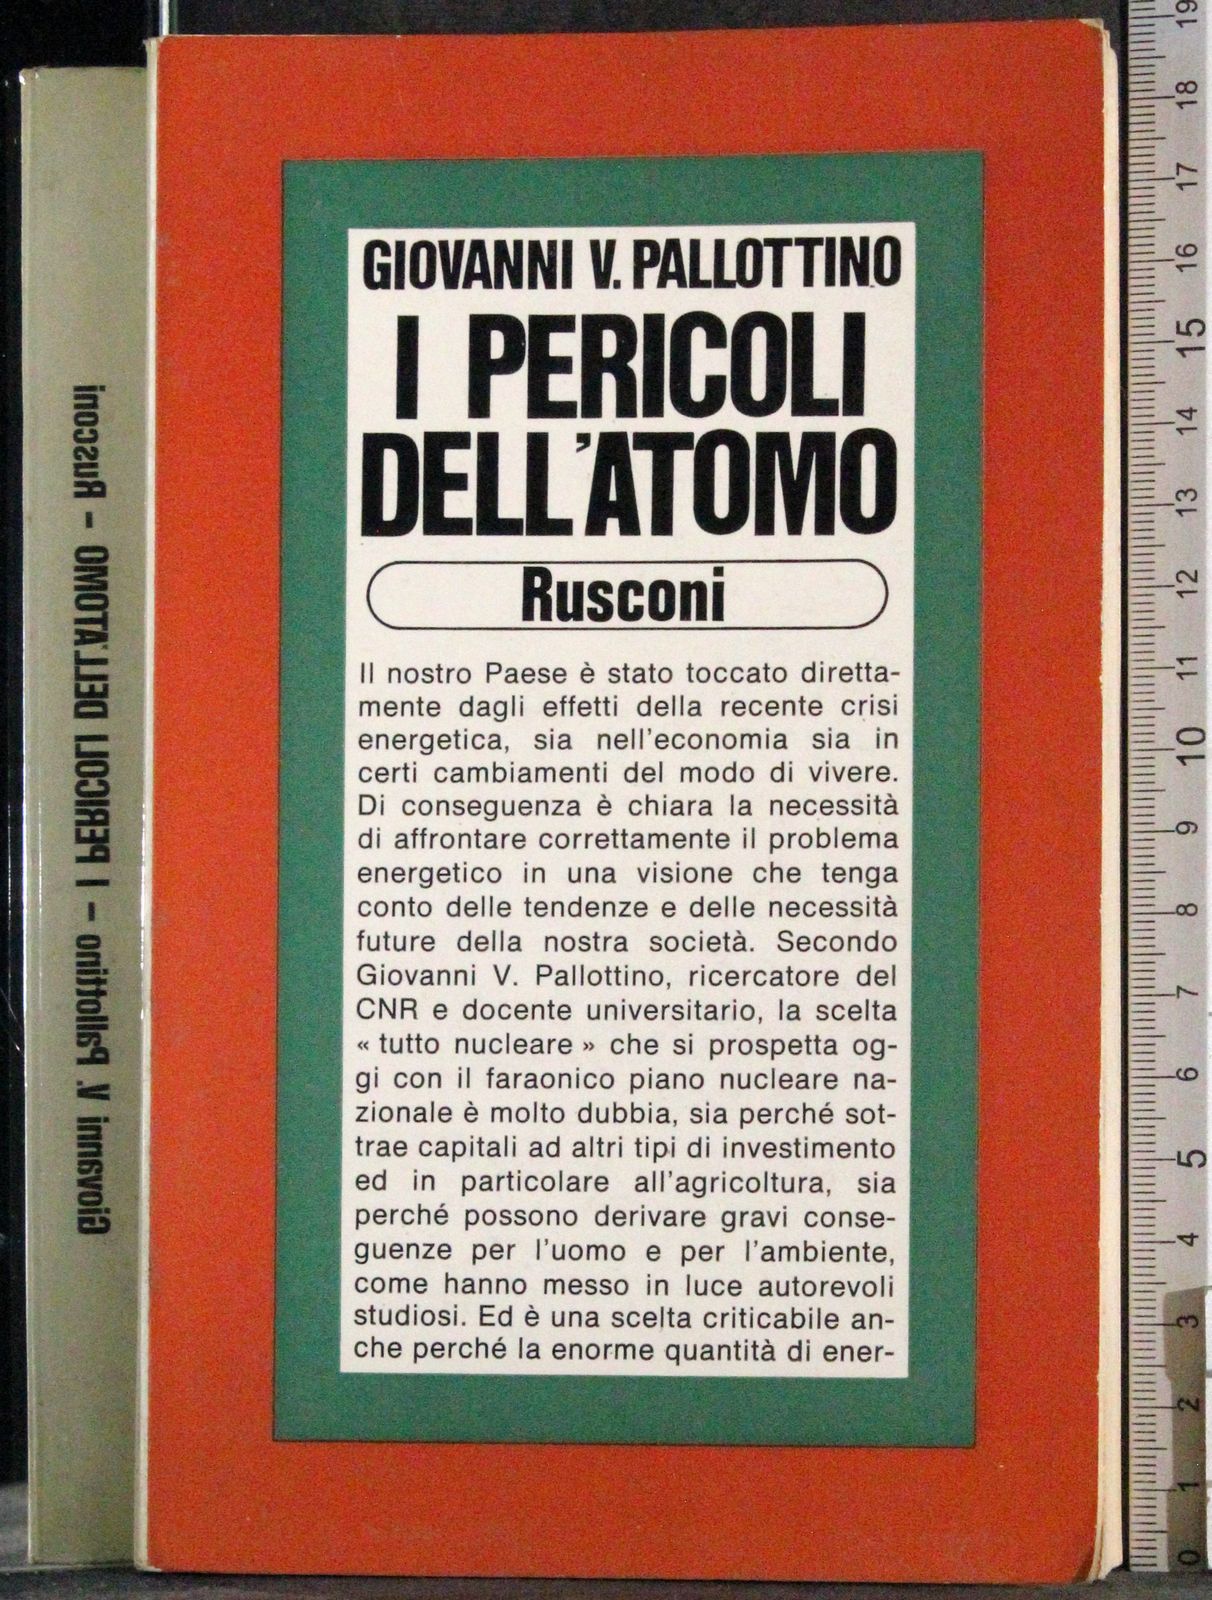 GIOVANNI V. PALLOTTINO
I PERICOLI
DELL'ATOMO
Rusconi
Il nostro Paese è stato toccato diretta-
mente dagli effetti della recente crisi
energetica, sia nell'economia sia in
certi cambiamenti del modo di vivere.
Di conseguenza è chiara la necessità
di affrontare correttamente il problema
energetico in una visione che tenga
conto delle tendenze e delle necessità
future della nostra società. Secondo
Giovanni V. Pallottino, ricercatore del
CNR e docente universitario, la scelta
« tutto nucleare » che si prospetta og-
gi con il faraonico piano nucleare na-
zionale è molto dubbia, sia perché sot-
trae capitali ad altri tipi di investimento
ed in particolare all'agricoltura, sia
perché possono derivare gravi conse-
guenze per l'uomo e per l'ambiente,
come hanno messo in luce autorevoli
studiosi. Ed è una scelta criticabile an-
che perché la enorme quantità di ener-
Giovanni V. Pallottino – I PERICOLI DELL'ATOMO – Rusconi
19
18
17
16
15
14
13
12
11
10
9
8
7
6
5
4
3
2
1
0